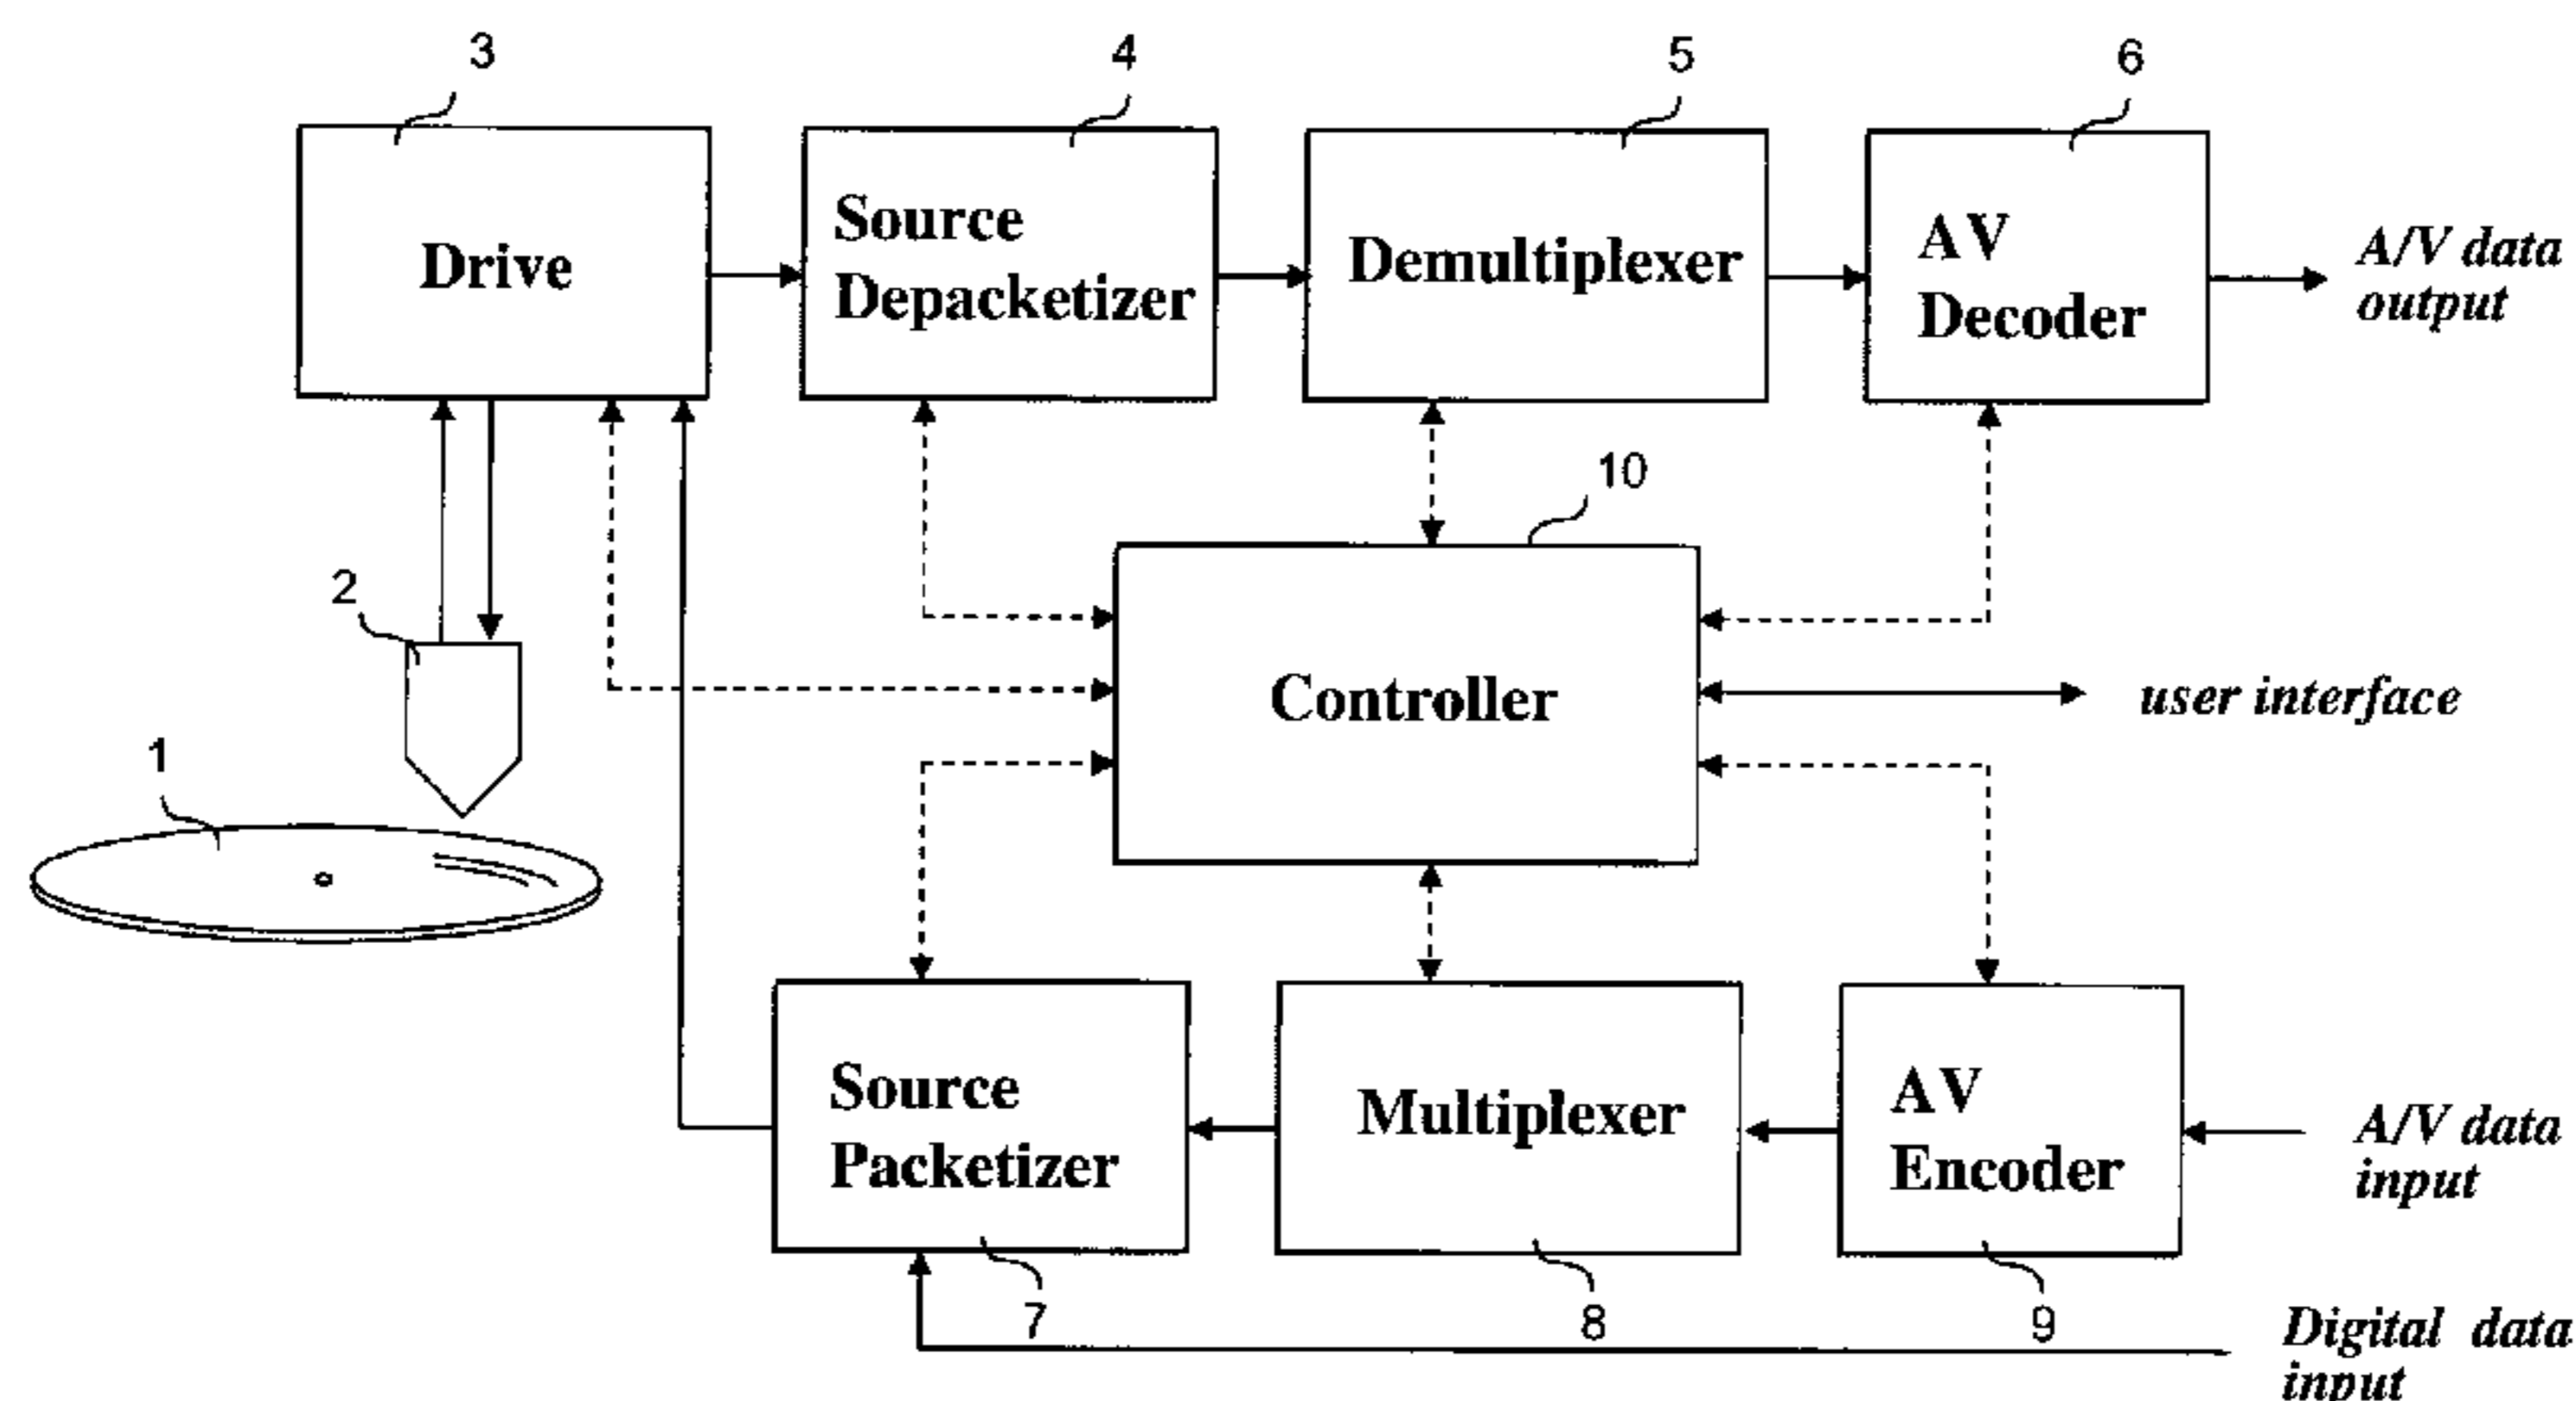 3
4
5
6
Drive
Source
Depacketizer
Demultiplexer
AV
Decoder
A/V data
output
10
2
Controller
user interface
1
Source
Packetizer
Multiplexer
AV
Encoder
A/V data
input
7
8
9
Digital data
input